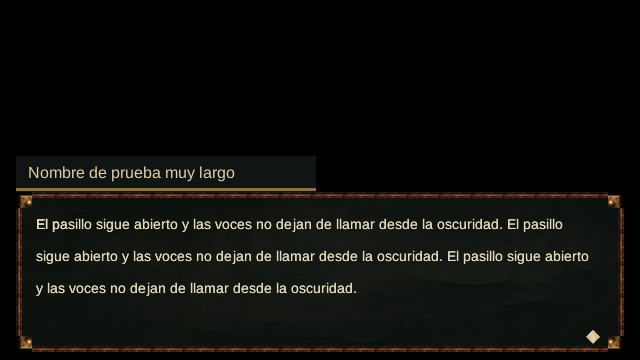 Nombre de prueba muy largo
El pasillo sigue abierto y las voces no dejan de llamar desde la oscuridad. El pasillo
sigue abierto y las voces no dejan de llamar desde la oscuridad. El pasillo sigue abierto
y las voces no dejan de llamar desde la oscuridad.